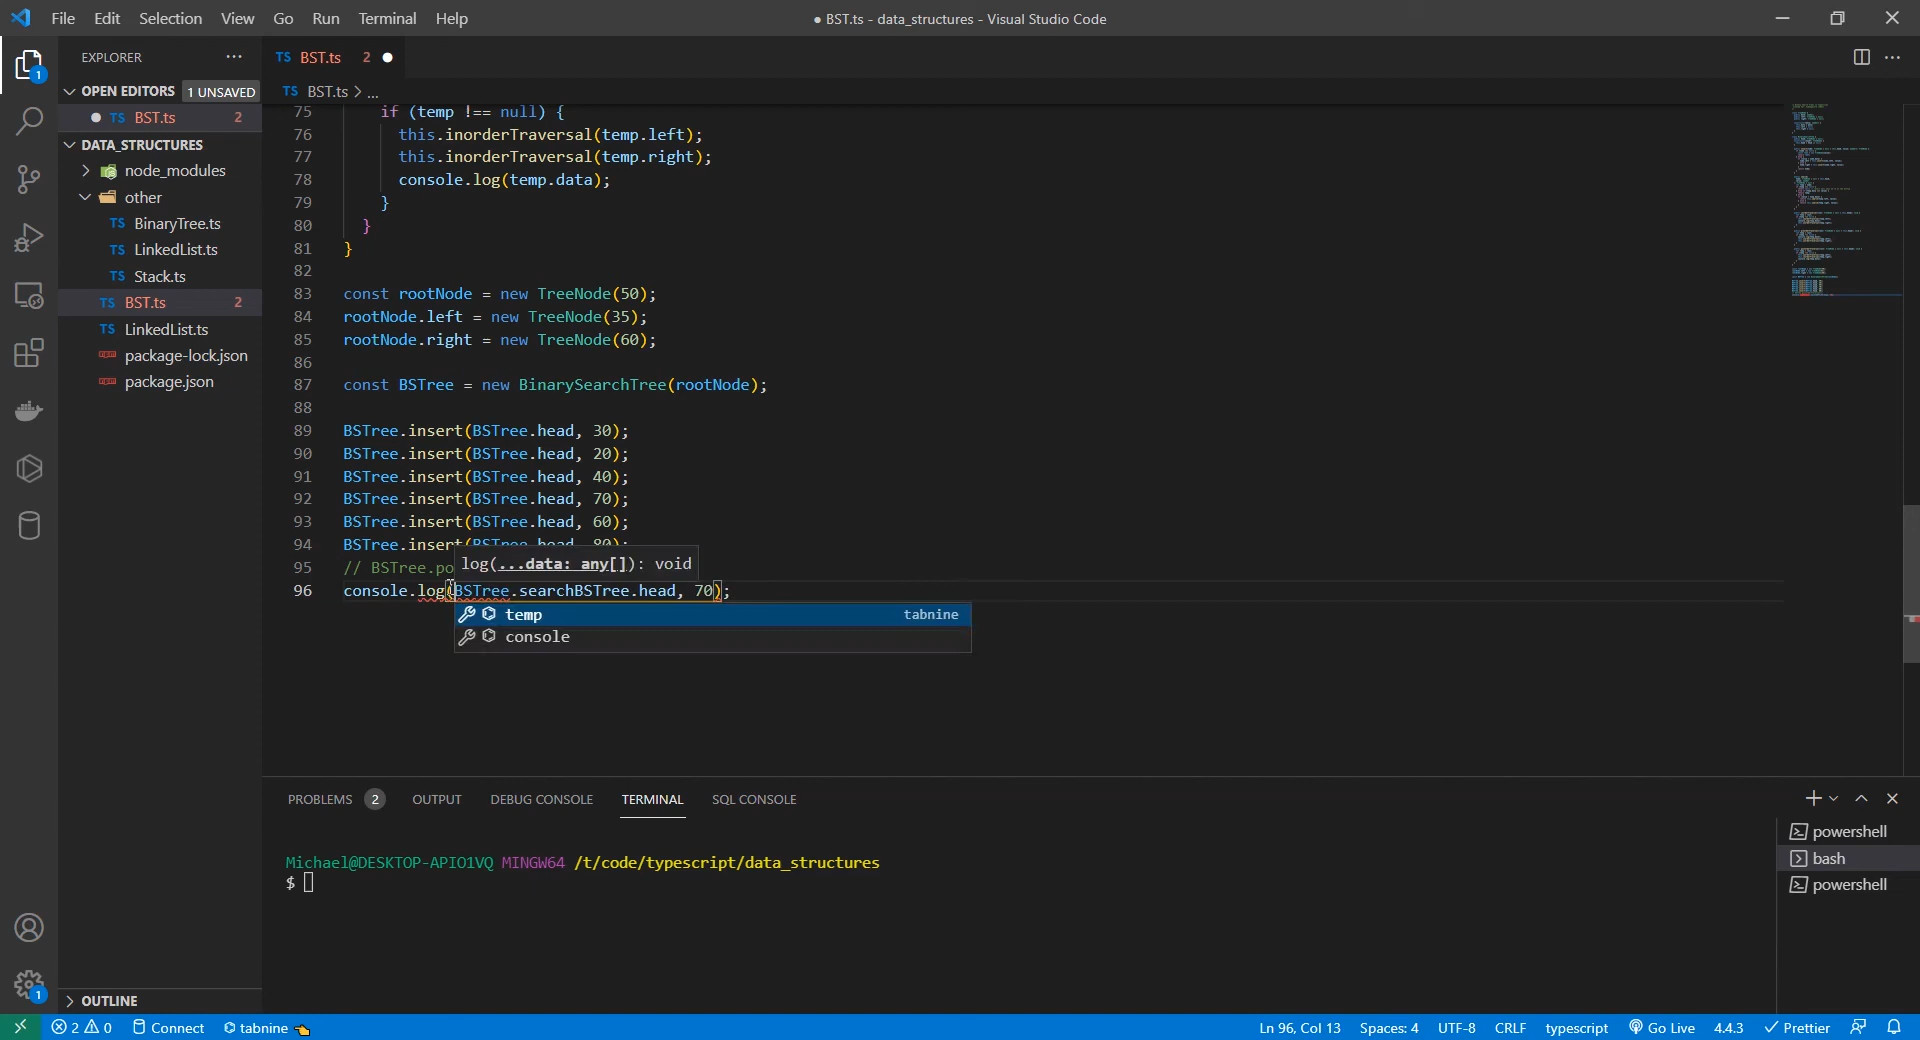 File Edit Selection View Go Run Terminal Help
● BST.ts - data_structures - Visual Studio Code
EXPLORER ...
OPEN EDITORS 1 UNSAVED
TS BST.ts 2
DATA_STRUCTURES
node_modules
other
TS BinaryTree.ts
TS LinkedList.ts
TS Stack.ts
TS BST.ts 2
TS LinkedList.ts
package-lock.json
package.json
OUTLINE
TS BST.ts 2 ●
TS BST.ts > ...
75 if (temp !== null) {
76 this.inorderTraversal(temp.left);
77 this.inorderTraversal(temp.right);
78 console.log(temp.data);
79 }
80 }
81 }
82
83 const rootNode = new TreeNode(50);
84 rootNode.left = new TreeNode(35);
85 rootNode.right = new TreeNode(60);
86
87 const BSTree = new BinarySearchTree(rootNode);
88
89 BSTree.insert(BSTree.head, 30);
90 BSTree.insert(BSTree.head, 20);
91 BSTree.insert(BSTree.head, 40);
92 BSTree.insert(BSTree.head, 70);
93 BSTree.insert(BSTree.head, 60);
94 BSTree.insert(BSTree.head, 80);
95 // BSTree.po
log(...data: any[]): void
96 console.log(BSTree.searchBSTree.head, 70);
temp tabnine
console
PROBLEMS 2 OUTPUT DEBUG CONSOLE TERMINAL SQL CONSOLE
Michael@DESKTOP-APIO1VQ MINGW64 /t/code/typescript/data_structures
$
powershell
bash
powershell
2 0 Connect tabnine Ln 96, Col 13 Spaces: 4 UTF-8 CRLF typescript Go Live 4.4.3 Prettier